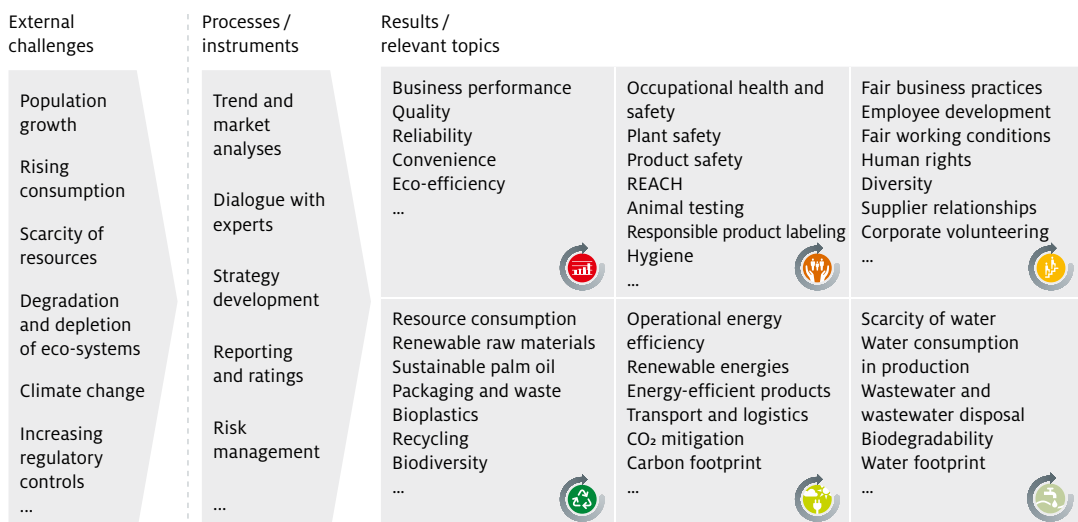 External
challenges
Population
growth
Rising
consumption
Scarcity of
resources
Degradation
and depletion
of eco-systems
Climate change
Increasing
regulatory
controls
...
Processes /
instruments
Trend and
market
analyses
Dialogue with
experts
Strategy
development
Reporting
and ratings
Risk
management
...
Results /
relevant topics
Business performance
Quality
Reliability
Convenience
Eco-efficiency
...
Occupational health and
safety
Plant safety
Product safety
REACH
Animal testing
Responsible product labeling
Hygiene
...
Fair business practices
Employee development
Fair working conditions
Human rights
Diversity
Supplier relationships
Corporate volunteering
...
Resource consumption
Renewable raw materials
Sustainable palm oil
Packaging and waste
Bioplastics
Recycling
Biodiversity
...
Operational energy
efficiency
Renewable energies
Energy-efficient products
Transport and logistics
CO₂ mitigation
Carbon footprint
...
Scarcity of water
Water consumption
in production
Wastewater and
wastewater disposal
Biodegradability
Water footprint
...